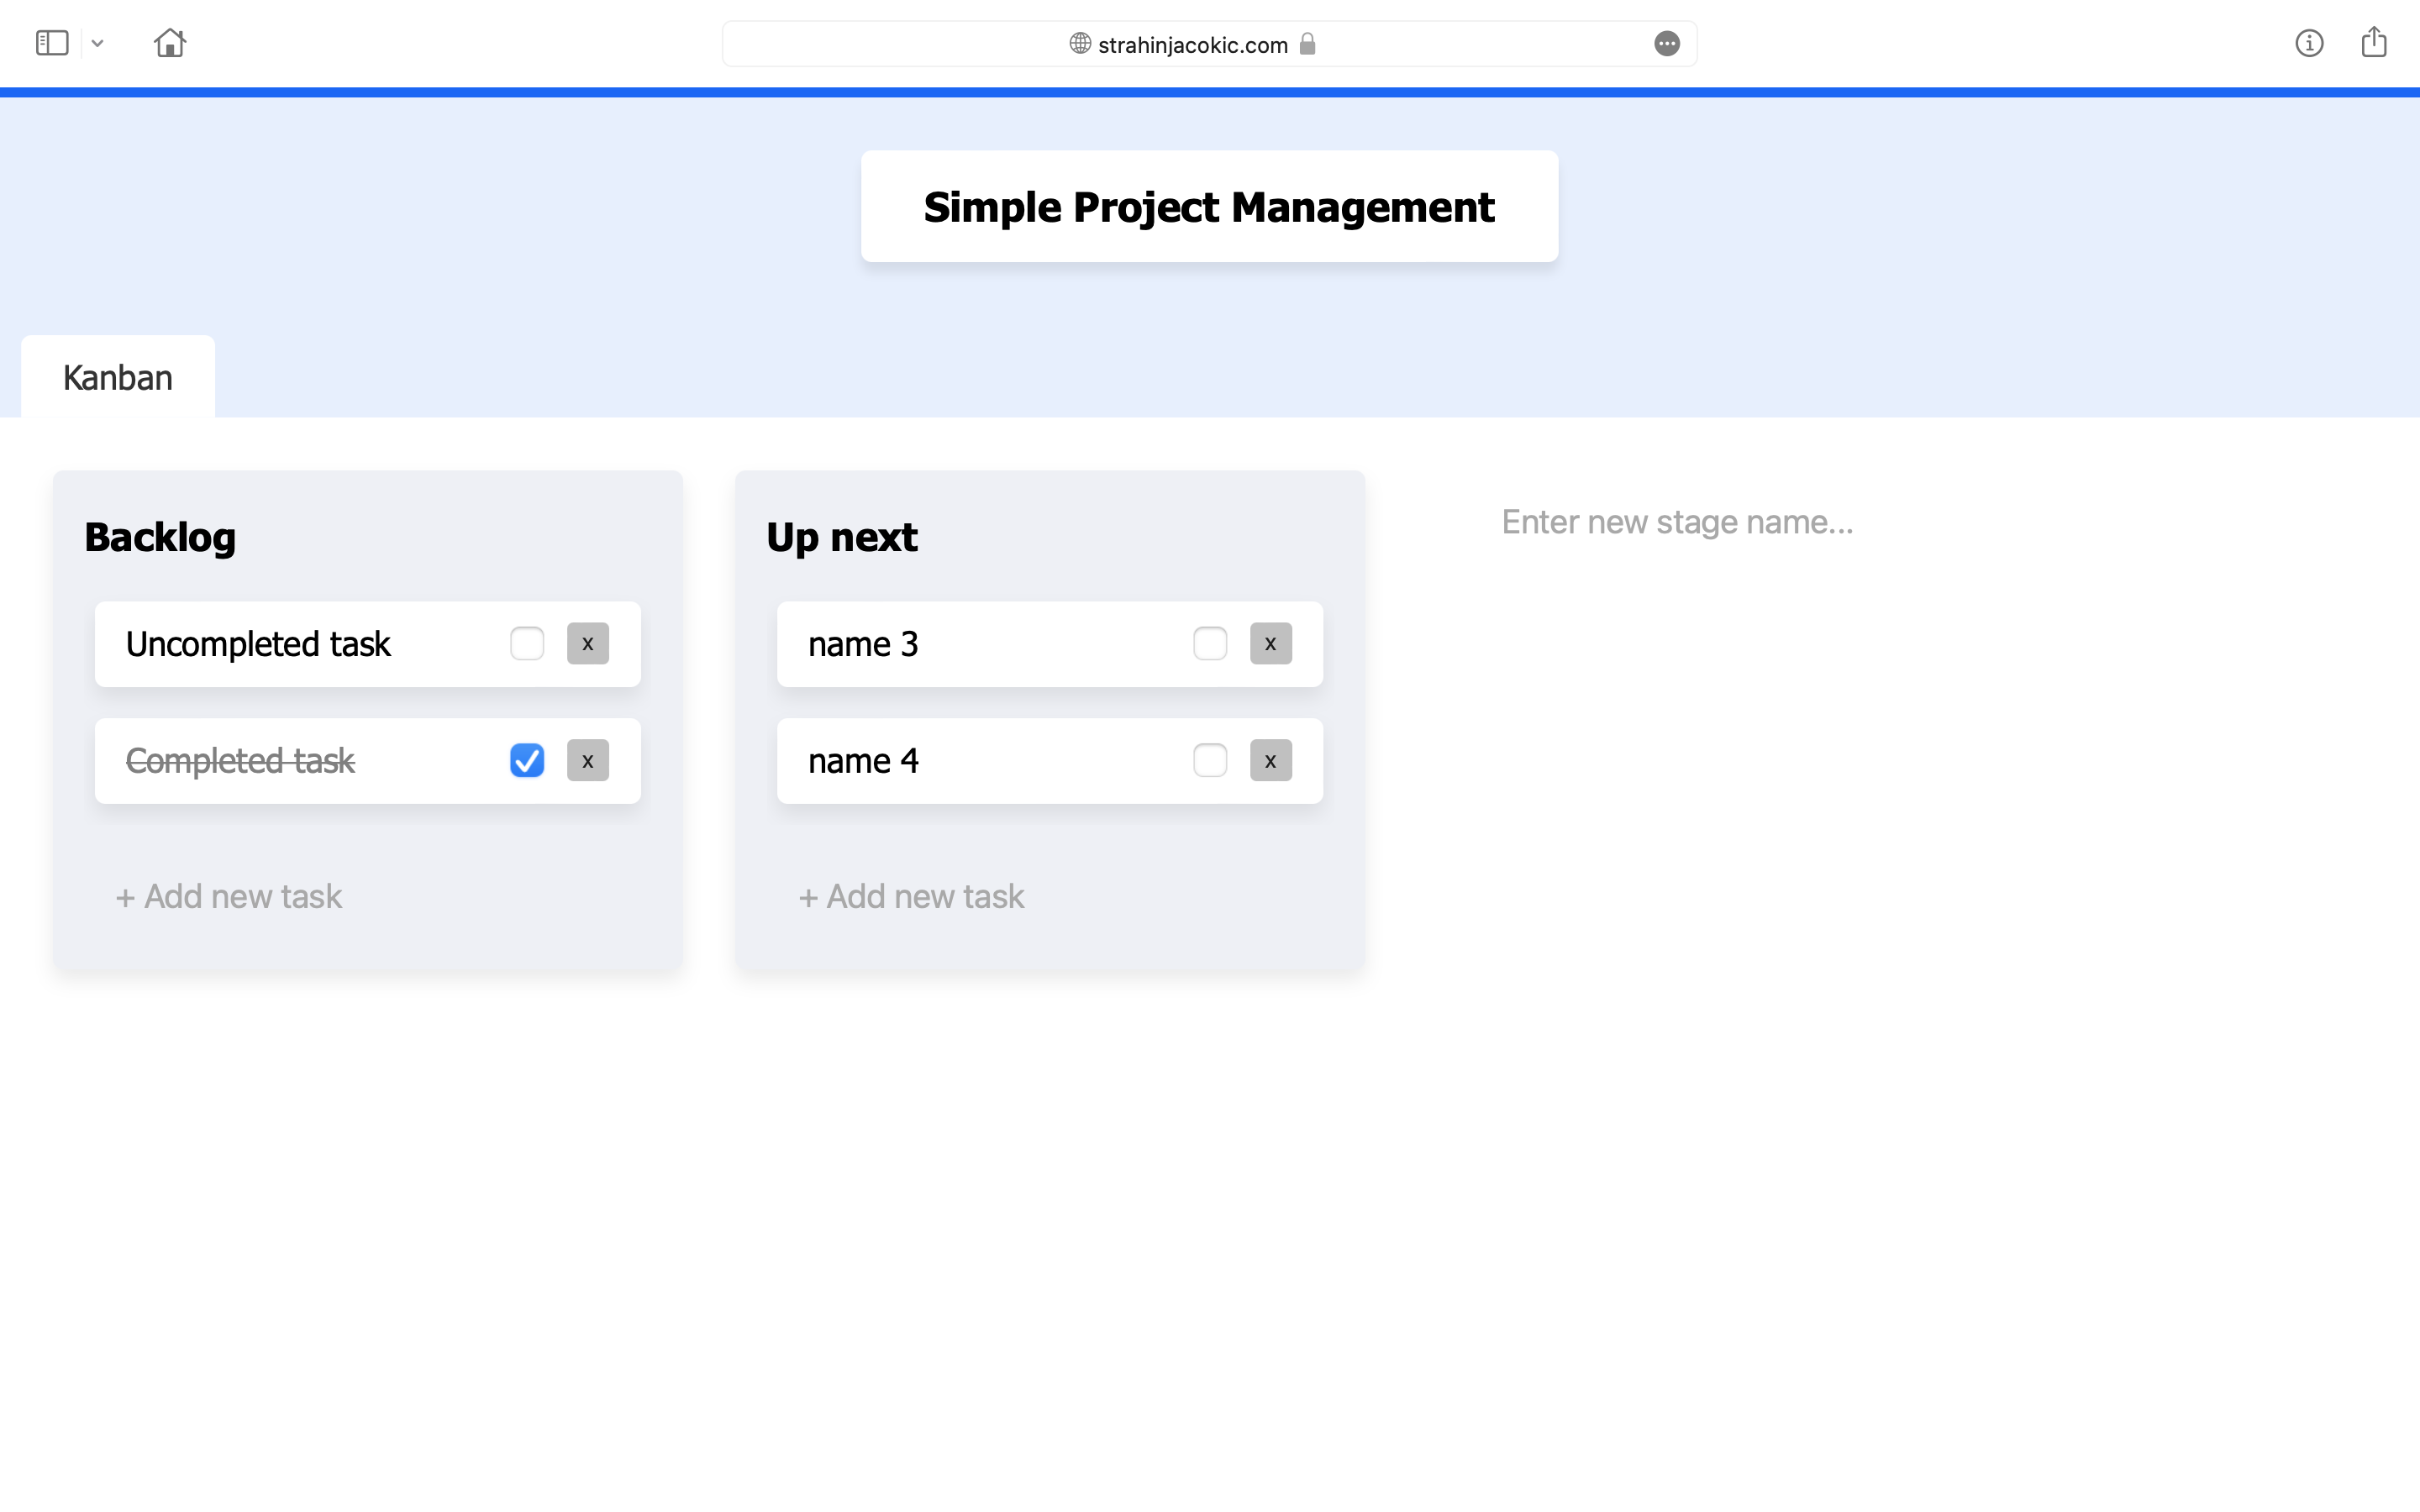 strahinjacokic.com
Simple Project Management
Kanban
Backlog
Uncompleted task
x
Completed task
x
+ Add new task
Up next
name 3
x
name 4
x
+ Add new task
Enter new stage name...